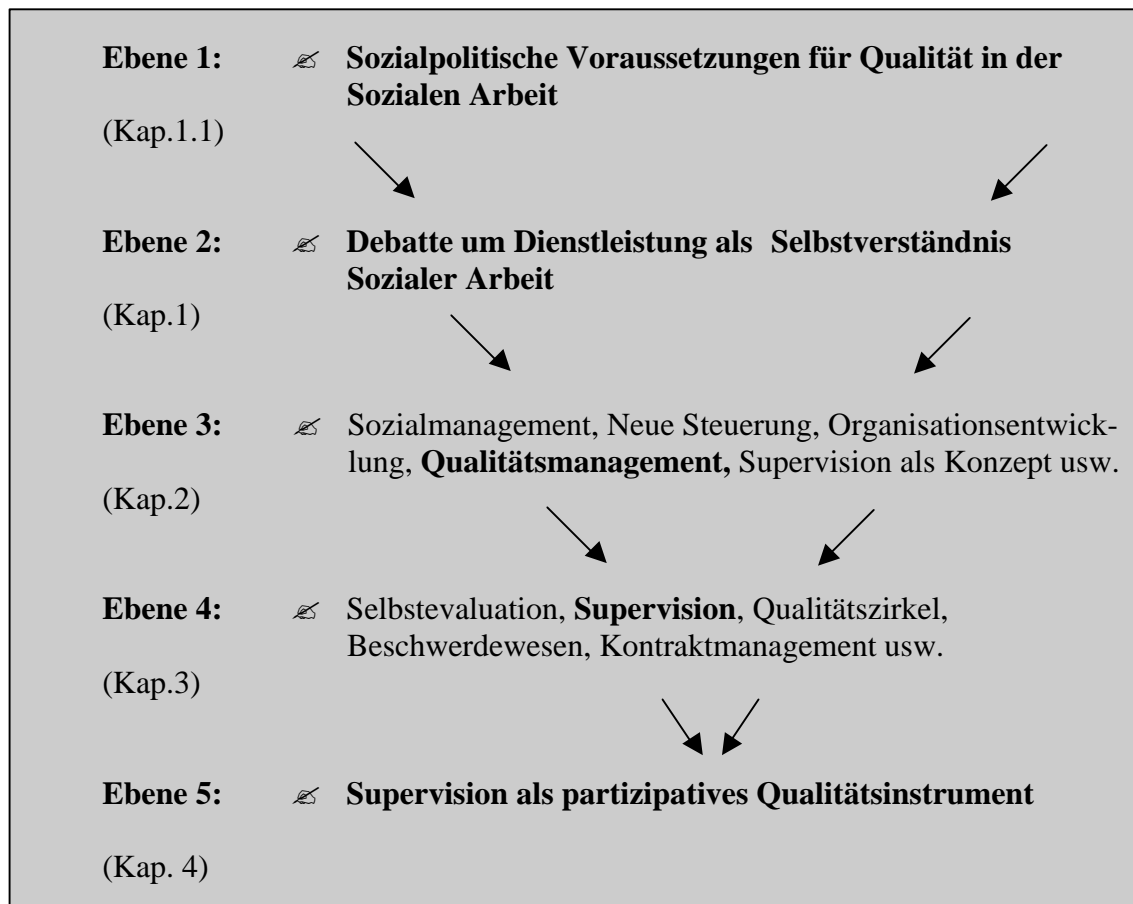 Ebene 1: Sozialpolitische Voraussetzungen für Qualität in der
Sozialen Arbeit
(Kap.1.1)
Ebene 2: Debatte um Dienstleistung als Selbstverständnis
Sozialer Arbeit
(Kap.1)
Ebene 3: Sozialmanagement, Neue Steuerung, Organisationsentwick-
lung, Qualitätsmanagement, Supervision als Konzept usw.
(Kap.2)
Ebene 4: Selbstevaluation, Supervision, Qualitätszirkel,
Beschwerdewesen, Kontraktmanagement usw.
(Kap.3)
Ebene 5: Supervision als partizipatives Qualitätsinstrument
(Kap. 4)